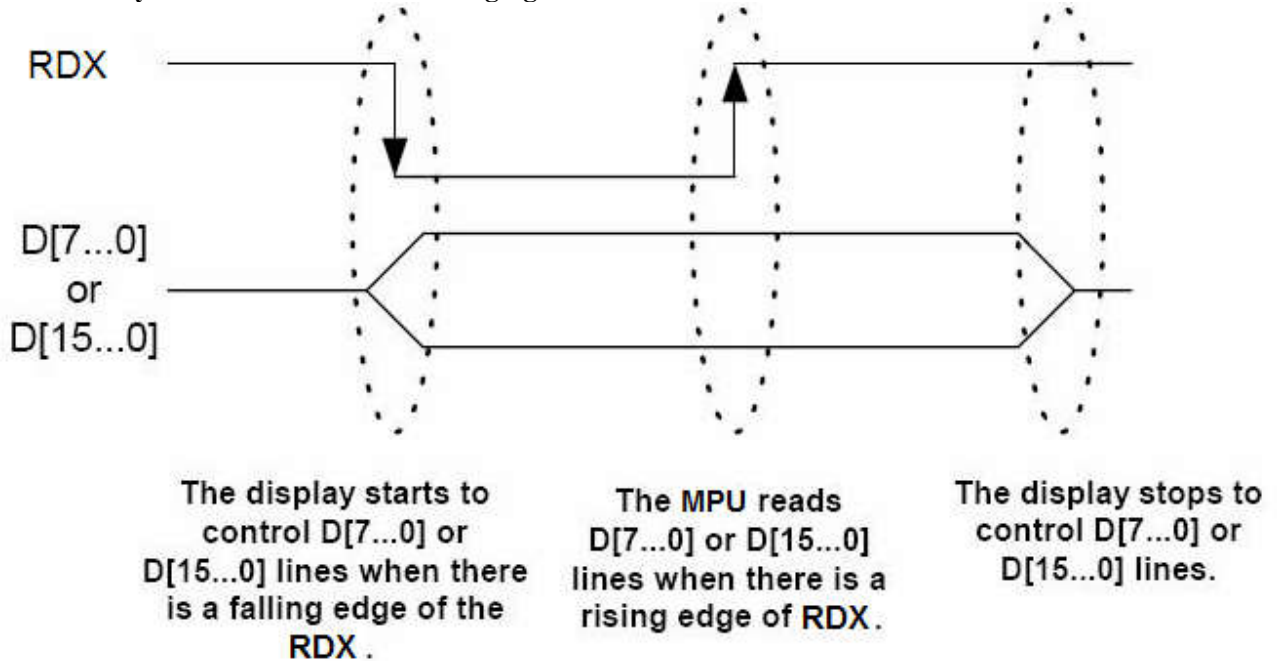 RDX
D[7...0]
or
D[15...0]
The display starts to
control D[7...0] or
D[15...0] lines when there
is a falling edge of the
RDX .
The MPU reads
D[7...0] or D[15...0]
lines when there is a
rising edge of RDX .
The display stops to
control D[7...0] or
D[15...0] lines.